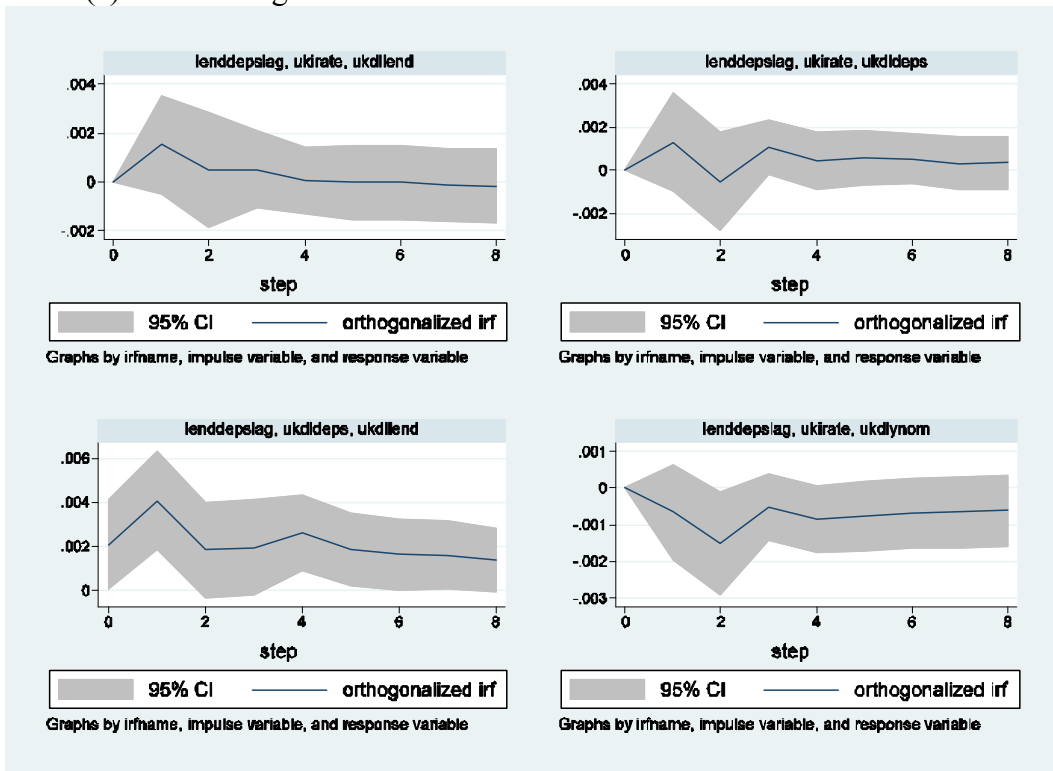 lenddepslag, ukirate, ukdllend
.004
.002
0
-.002
0 2 4 6 8
step
95% CI orthogonalized irf
Graphs by irfname, impulse variable, and response variable
lenddepslag, ukirate, ukdldeps
.004
.002
0
-.002
0 2 4 6 8
step
95% CI orthogonalized irf
Graphs by irfname, impulse variable, and response variable
lenddepslag, ukdldeps, ukdllend
.006
.004
.002
0
0 2 4 6 8
step
95% CI orthogonalized irf
Graphs by irfname, impulse variable, and response variable
lenddepslag, ukirate, ukdlynom
.001
0
-.001
-.002
-.003
0 2 4 6 8
step
95% CI orthogonalized irf
Graphs by irfname, impulse variable, and response variable